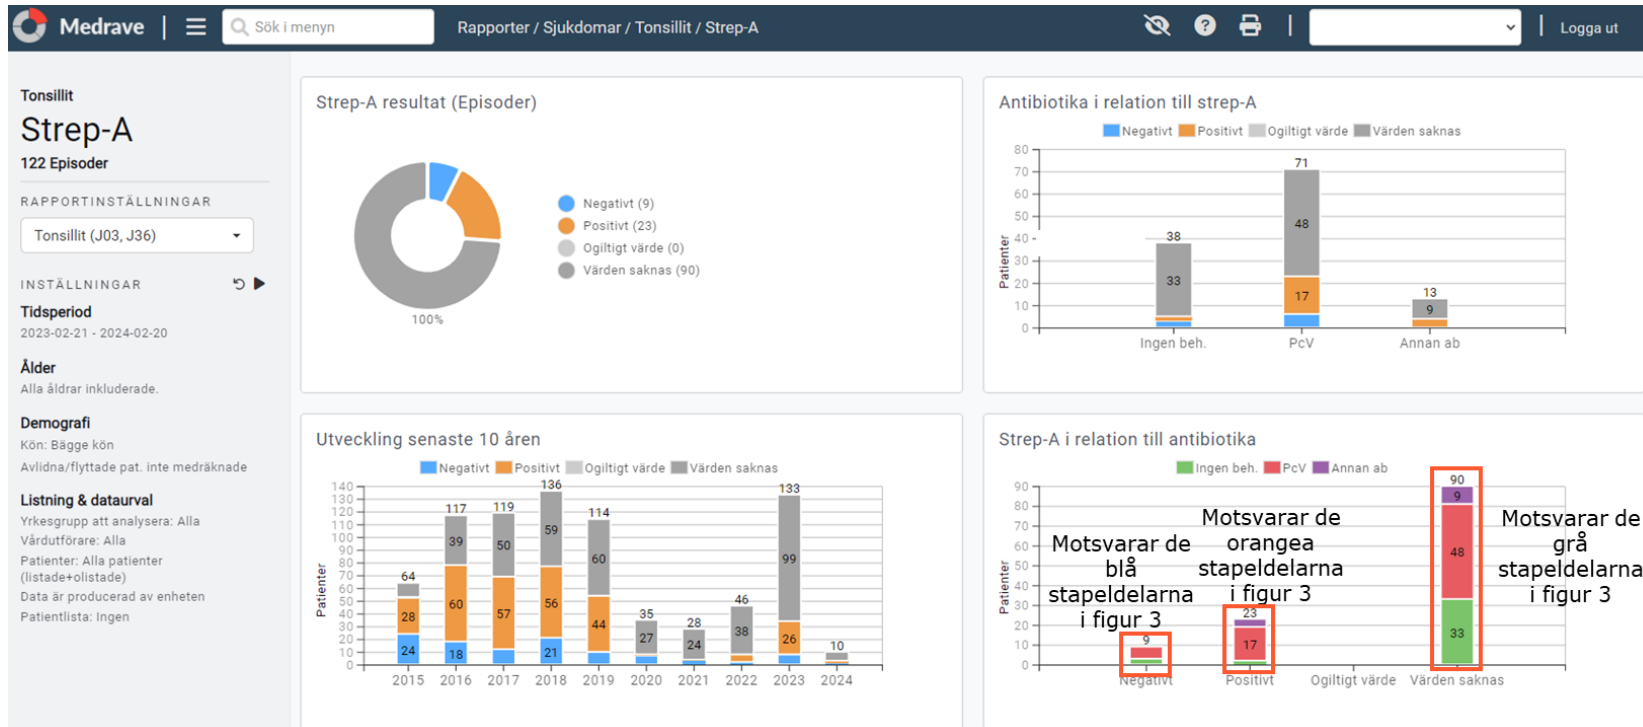 Medrave
Sök i menyn
Rapporter / Sjukdomar / Tonsillit / Strep-A
Logga ut
Tonsillit
Strep-A
122 Episoder
RAPPORTINSTÄLLNINGAR
Tonsillit (J03, J36)
INSTÄLLNINGAR
Tidsperiod
2023-02-21 - 2024-02-20
Ålder
Alla åldrar inkluderade.
Demografi
Kön: Bägge kön
Avlidna/flyttade pat. inte medräknade
Listning & dataurval
Yrkesgrupp att analysera: Alla
Vårdutförare: Alla
Patienter: Alla patienter
(listade+olistade)
Data är producerad av enheten
Patientlista: Ingen
Strep-A resultat (Episoder)
Negativt (9)
Positivt (23)
Ogiltigt värde (0)
Värden saknas (90)
100%
Antibiotika i relation till strep-A
Negativt Positivt Ogiltigt värde Värden saknas
Patienter
80
70
60
50
40
30
20
10
0
38
33
71
48
17
13
9
Ingen beh. PcV Annan ab
Utveckling senaste 10 åren
Negativt Positivt Ogiltigt värde Värden saknas
Patienter
140
130
120
110
100
90
80
70
60
50
40
30
20
10
0
64
28
24
117
39
60
18
119
50
57
136
59
56
21
114
60
44
35
27
28
24
46
38
133
99
26
10
2015 2016 2017 2018 2019 2020 2021 2022 2023 2024
Strep-A i relation till antibiotika
Ingen beh. PcV Annan ab
Patienter
90
80
70
60
50
40
30
20
10
0
Motsvarar de
blå
stapeldelarna
i figur 3
9
Motsvarar de
orangea
stapeldelarna
i figur 3
23
17
90
9
48
33
Motsvarar de
grå
stapeldelarna
i figur 3
Negativt Positivt Ogiltigt värde Värden saknas